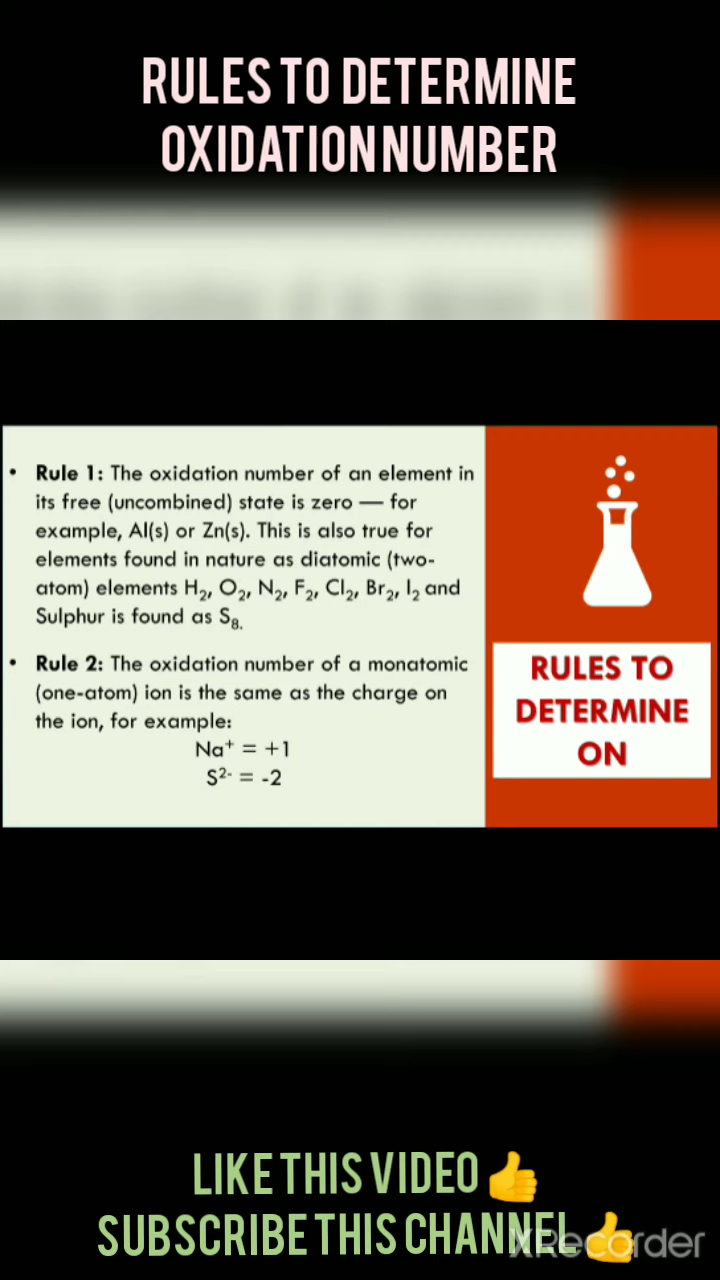 RULES TO DETERMINE
OXIDATION NUMBER
• Rule 1: The oxidation number of an element in
its free (uncombined) state is zero — for
example, Al(s) or Zn(s). This is also true for
elements found in nature as diatomic (two-
atom) elements H₂, O₂, N₂, F₂, Cl₂, Br₂, I₂ and
Sulphur is found as S₈.
• Rule 2: The oxidation number of a monatomic
(one-atom) ion is the same as the charge on
the ion, for example:
Na⁺ = +1
S²⁻ = -2
RULES TO
DETERMINE
ON
LIKE THIS VIDEO 👍
SUBSCRIBE THIS CHANNEL 👍
XRecorder